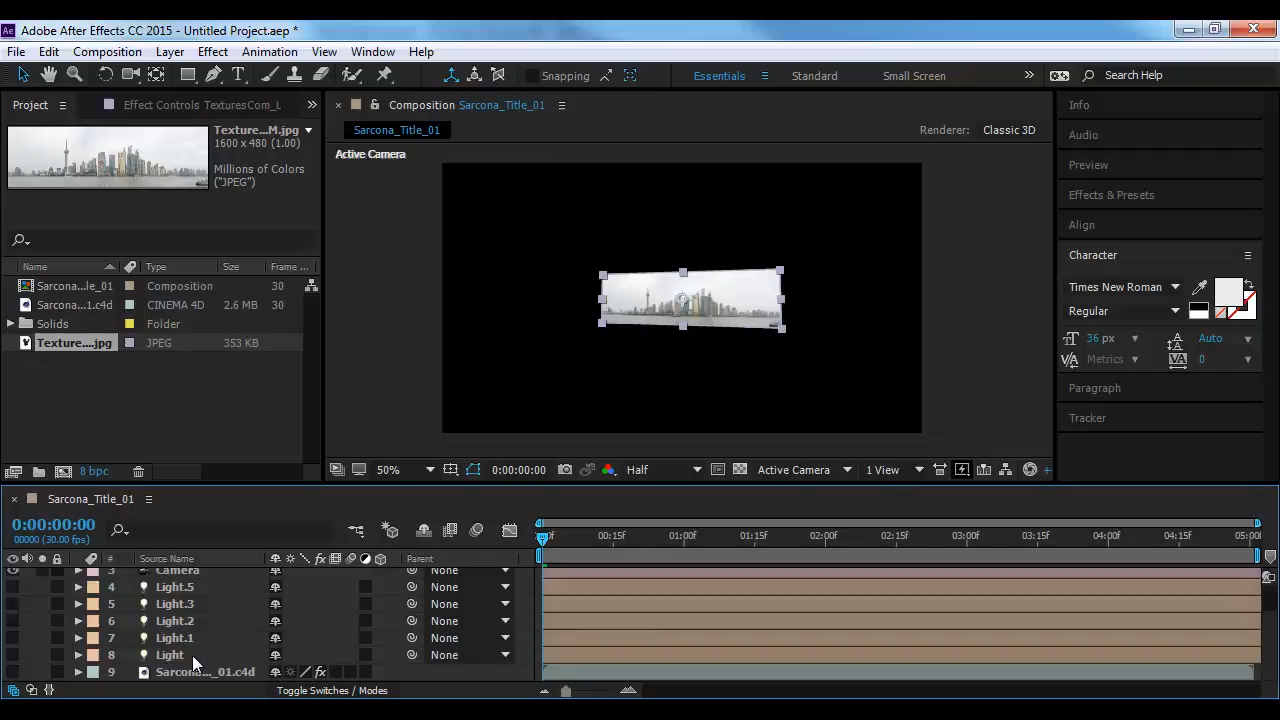 Adobe After Effects CC 2015 - Untitled Project.aep *
File Edit Composition Layer Effect Animation View Window Help
Snapping Essentials Standard Small Screen Search Help
Project Effect Controls TexturesCom_L
Composition Sarcona_Title_01
Info
Texture...M.jpg
1600 x 480 (1.00)
Millions of Colors
("JPEG")
Sarcona_Title_01
Renderer: Classic 3D
Active Camera
Audio
Preview
Effects & Presets
Align
Character
Times New Roman
Regular
36 px Auto
Metrics 0
Paragraph
Tracker
Name Type Size Frame ...
Sarcona...le_01 Composition 30
Sarcona...1.c4d CINEMA 4D 2.6 MB 30
Solids Folder
Texture....jpg JPEG 353 KB
8 bpc
50% 0:00:00:00 Half Active Camera 1 View
Sarcona_Title_01
0:00:00:00
00000 (30.00 fps)
# Source Name Parent
00:15f 01:00f 01:15f 02:00f 02:15f 03:00f 03:15f 04:00f 04:15f 05:00f
3 Camera None
4 Light.5 None
5 Light.3 None
6 Light.2 None
7 Light.1 None
8 Light None
9 Sarcona..._01.c4d
Toggle Switches / Modes